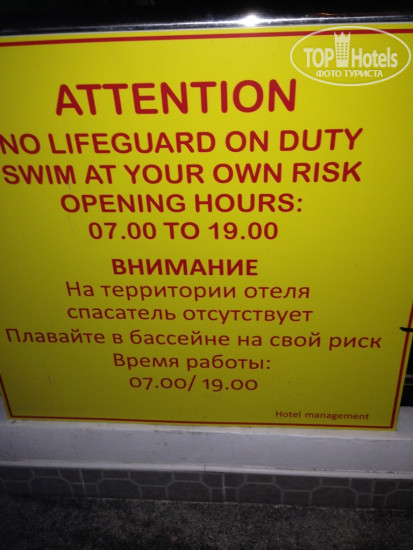 TOP Hotels
ФОТО ТУРИСТА
ATTENTION
NO LIFEGUARD ON DUTY
SWIM AT YOUR OWN RISK
OPENING HOURS:
07.00 TO 19.00
ВНИМАНИЕ
На территории отеля
спасатель отсутствует
Плавайте в бассейне на свой риск
Время работы:
07.00/ 19.00
Hotel management